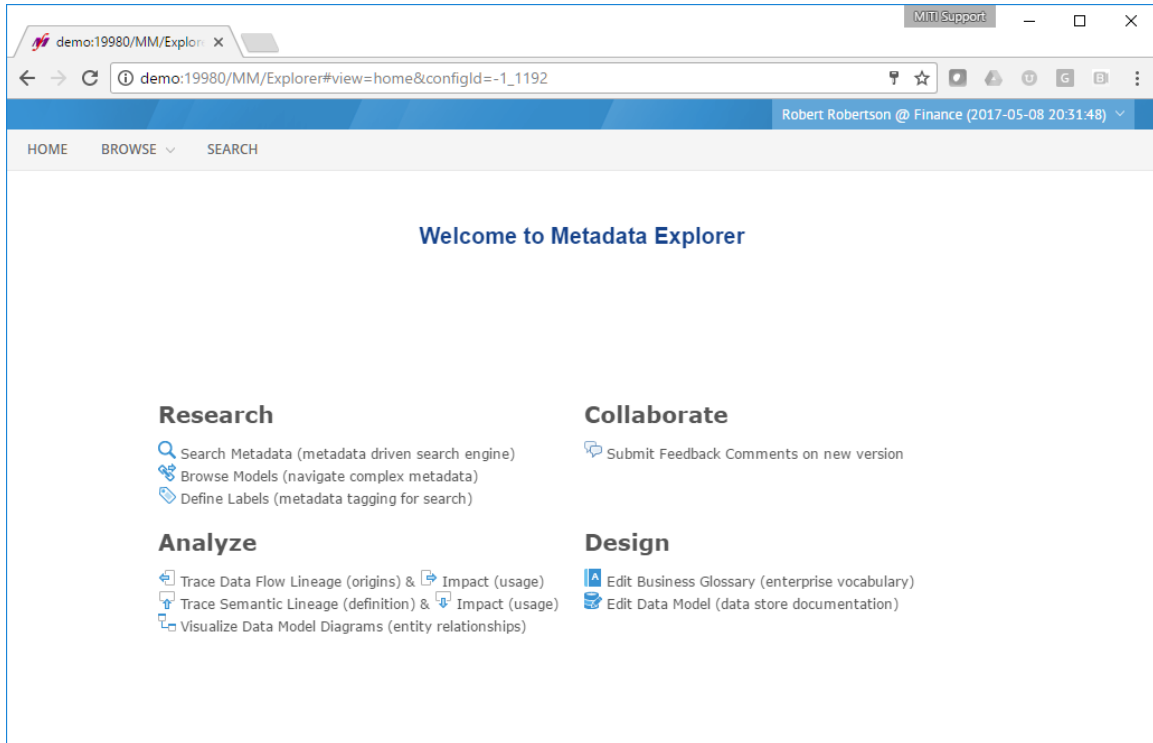 MITI Support
demo:19980/MM/Explore
demo:19980/MM/Explorer#view=home&configId=-1_1192
Robert Robertson @ Finance (2017-05-08 20:31:48)
HOME BROWSE SEARCH
Welcome to Metadata Explorer
Research
Search Metadata (metadata driven search engine)
Browse Models (navigate complex metadata)
Define Labels (metadata tagging for search)
Collaborate
Submit Feedback Comments on new version
Analyze
Trace Data Flow Lineage (origins) & Impact (usage)
Trace Semantic Lineage (definition) & Impact (usage)
Visualize Data Model Diagrams (entity relationships)
Design
Edit Business Glossary (enterprise vocabulary)
Edit Data Model (data store documentation)